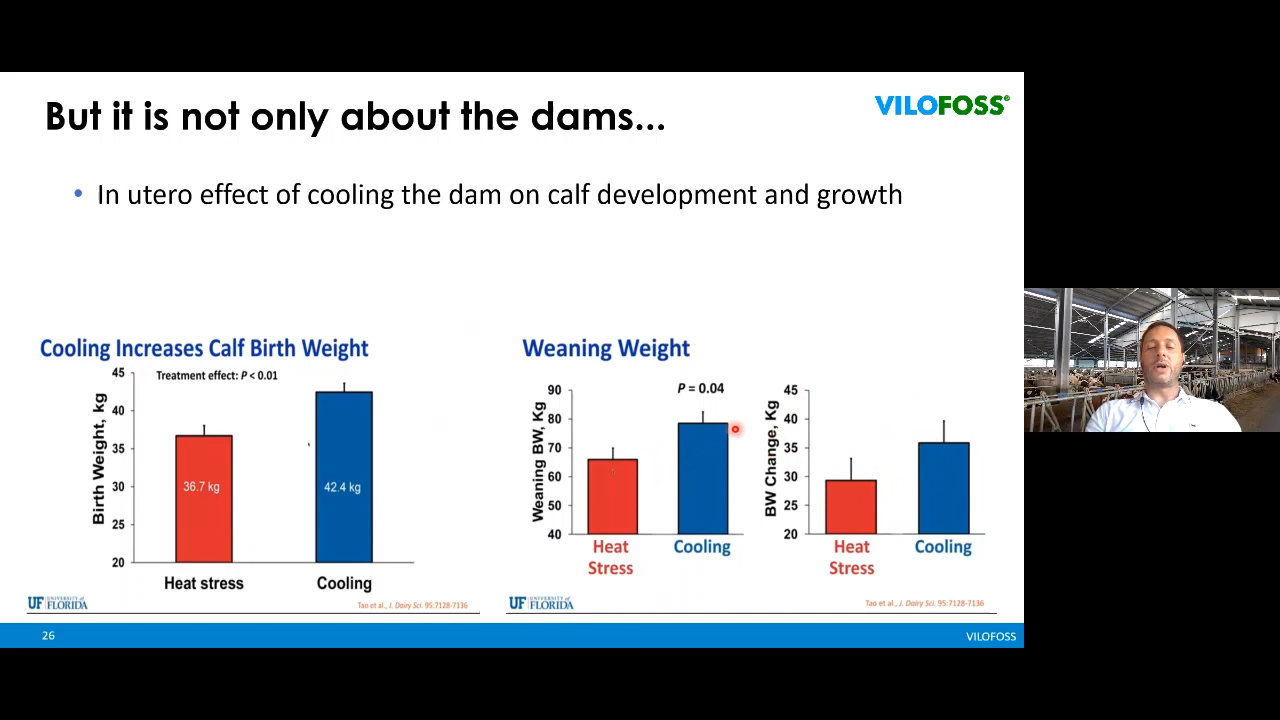 But it is not only about the dams...
VILOFOSS®
• In utero effect of cooling the dam on calf development and growth
Cooling Increases Calf Birth Weight
Treatment effect: P < 0.01
Birth Weight, kg
45
40
35
30
25
20
36.7 kg
42.4 kg
Heat stress
Cooling
UF UNIVERSITY of FLORIDA
Tao et al., J. Dairy Sci. 95:7128-7136
Weaning Weight
P = 0.04
Weaning BW, Kg
90
80
70
60
50
40
Heat
Stress
Cooling
BW Change, Kg
45
40
35
30
25
20
Heat
Stress
Cooling
UF UNIVERSITY of FLORIDA
Tao et al., J. Dairy Sci. 95:7128-7136
26
VILOFOSS